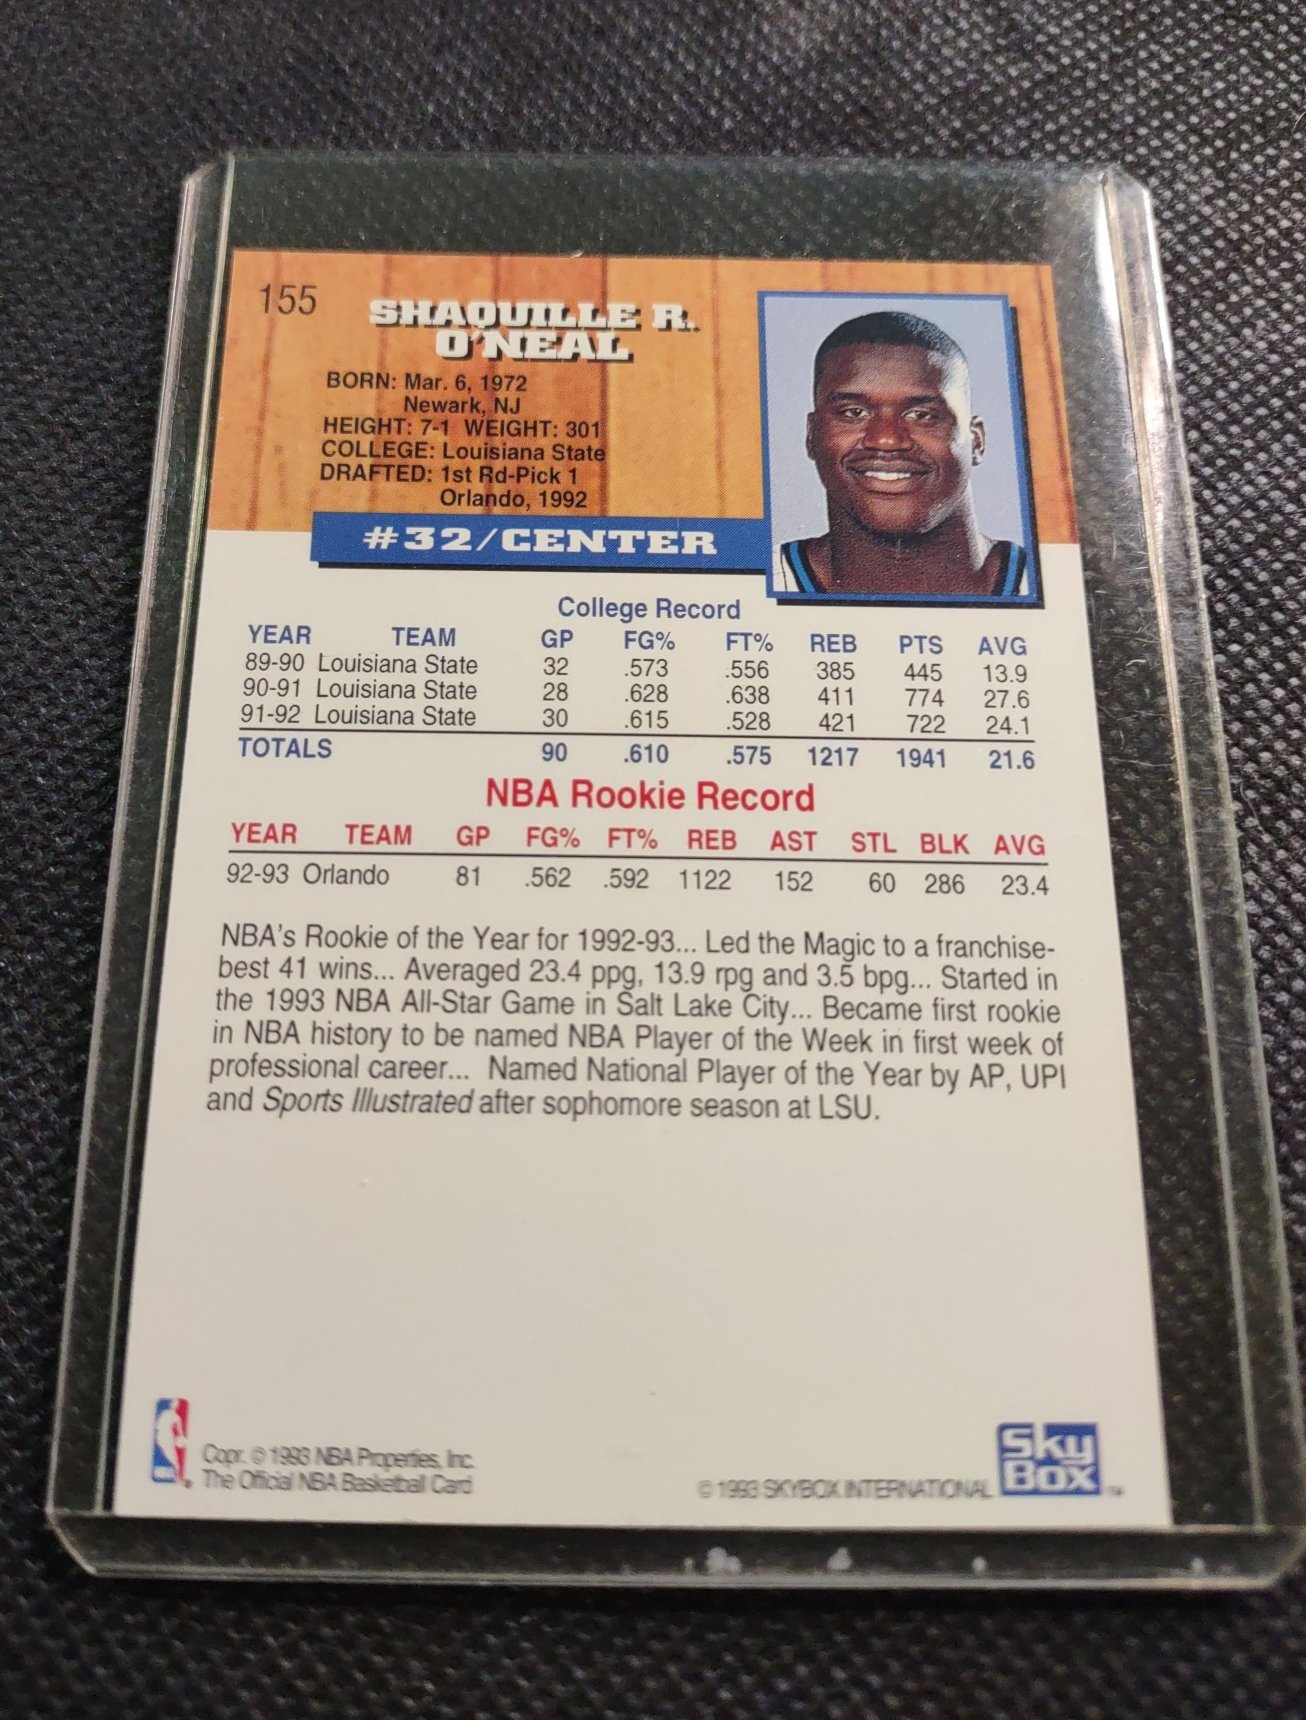 155
SHAQUILLE R.
O'NEAL
BORN: Mar. 6, 1972
Newark, NJ
HEIGHT: 7-1 WEIGHT: 301
COLLEGE: Louisiana State
DRAFTED: 1st Rd-Pick 1
Orlando, 1992
#32/CENTER
College Record
YEAR TEAM GP FG% FT% REB PTS AVG
89-90 Louisiana State 32 .573 .556 385 445 13.9
90-91 Louisiana State 28 .628 .638 411 774 27.6
91-92 Louisiana State 30 .615 .528 421 722 24.1
TOTALS 90 .610 .575 1217 1941 21.6
NBA Rookie Record
YEAR TEAM GP FG% FT% REB AST STL BLK AVG
92-93 Orlando 81 .562 .592 1122 152 60 286 23.4
NBA's Rookie of the Year for 1992-93... Led the Magic to a franchise-
best 41 wins... Averaged 23.4 ppg, 13.9 rpg and 3.5 bpg... Started in
the 1993 NBA All-Star Game in Salt Lake City... Became first rookie
in NBA history to be named NBA Player of the Week in first week of
professional career... Named National Player of the Year by AP, UPI
and Sports Illustrated after sophomore season at LSU.
Copr. © 1993 NBA Properties, Inc.
The Official NBA Basketball Card
© 1993 SKYBOX INTERNATIONAL
Sky
Box™